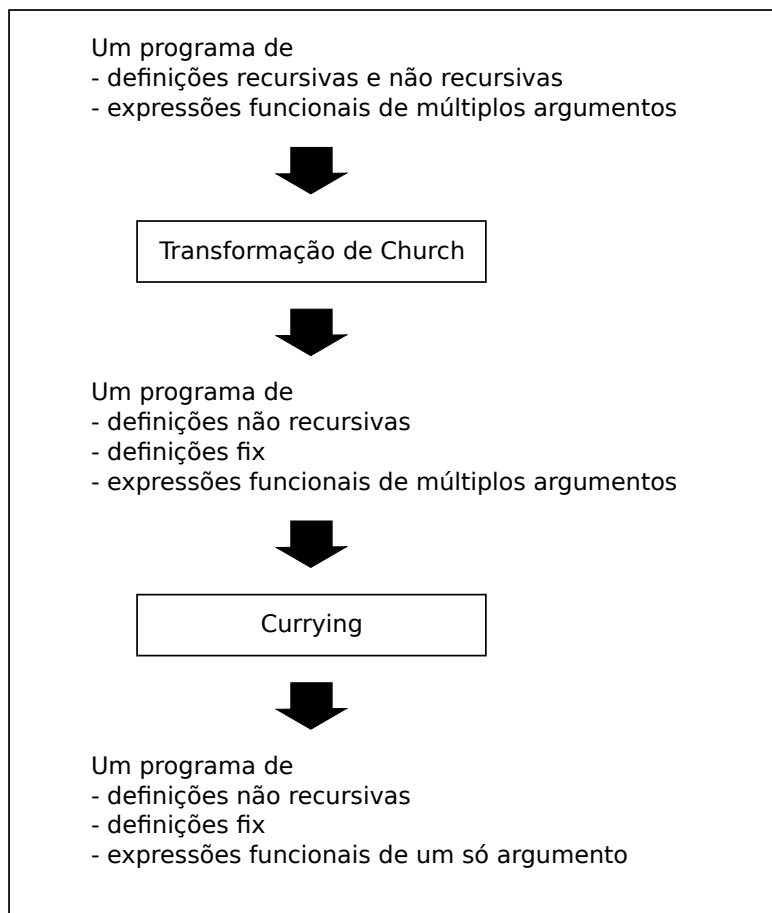 Um programa de
- definições recursivas e não recursivas
- expressões funcionais de múltiplos argumentos
Transformação de Church
Um programa de
- definições não recursivas
- definições fix
- expressões funcionais de múltiplos argumentos
Currying
Um programa de
- definições não recursivas
- definições fix
- expressões funcionais de um só argumento